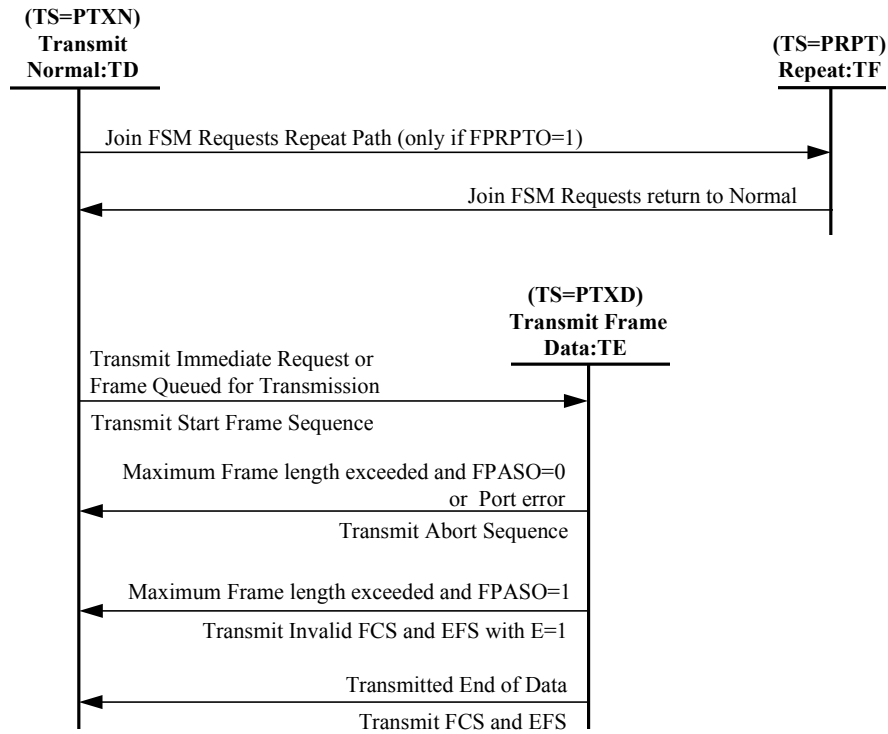 (TS=PTXN)
Transmit
Normal:TD
(TS=PRPT)
Repeat:TF
Join FSM Requests Repeat Path (only if FPRPTO=1)
Join FSM Requests return to Normal
(TS=PTXD)
Transmit Frame
Data:TE
Transmit Immediate Request or
Frame Queued for Transmission
Transmit Start Frame Sequence
Maximum Frame length exceeded and FPASO=0
or Port error
Transmit Abort Sequence
Maximum Frame length exceeded and FPASO=1
Transmit Invalid FCS and EFS with E=1
Transmitted End of Data
Transmit FCS and EFS